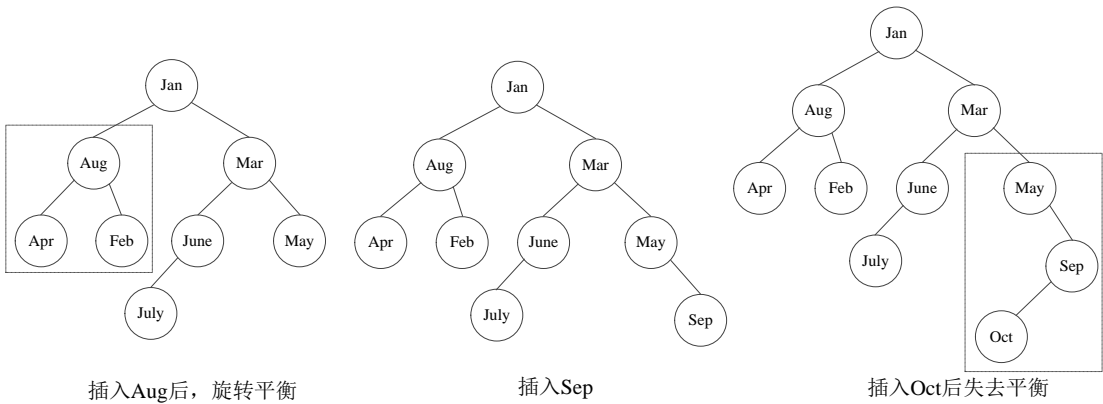 Jan
Aug
Mar
Apr
Feb
June
May
July
插入Aug后，旋转平衡
Jan
Aug
Mar
Apr
Feb
June
May
July
Sep
插入Sep
Jan
Aug
Mar
Apr
Feb
June
May
July
Sep
Oct
插入Oct后失去平衡